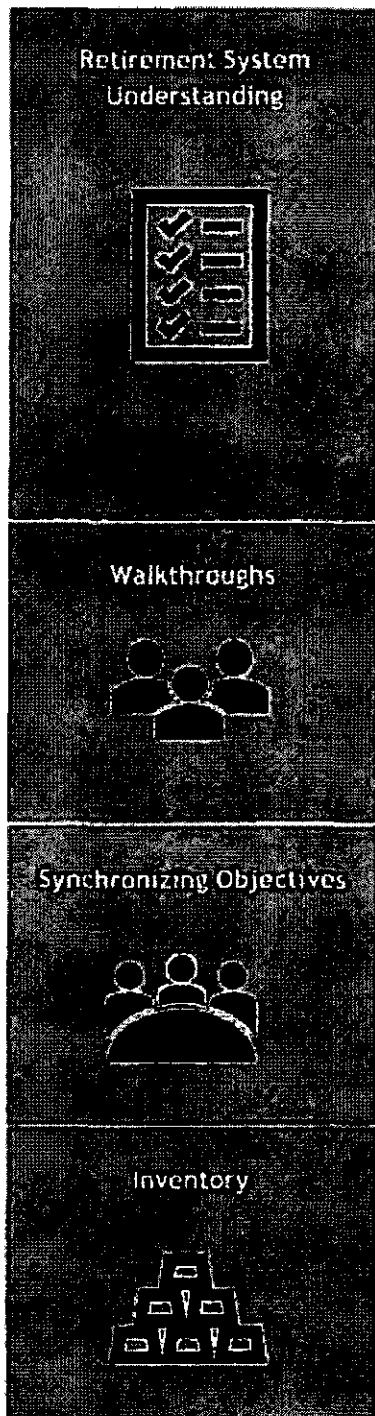 Retirement System
Understanding
Walkthroughs
Synchronizing Objectives
Inventory